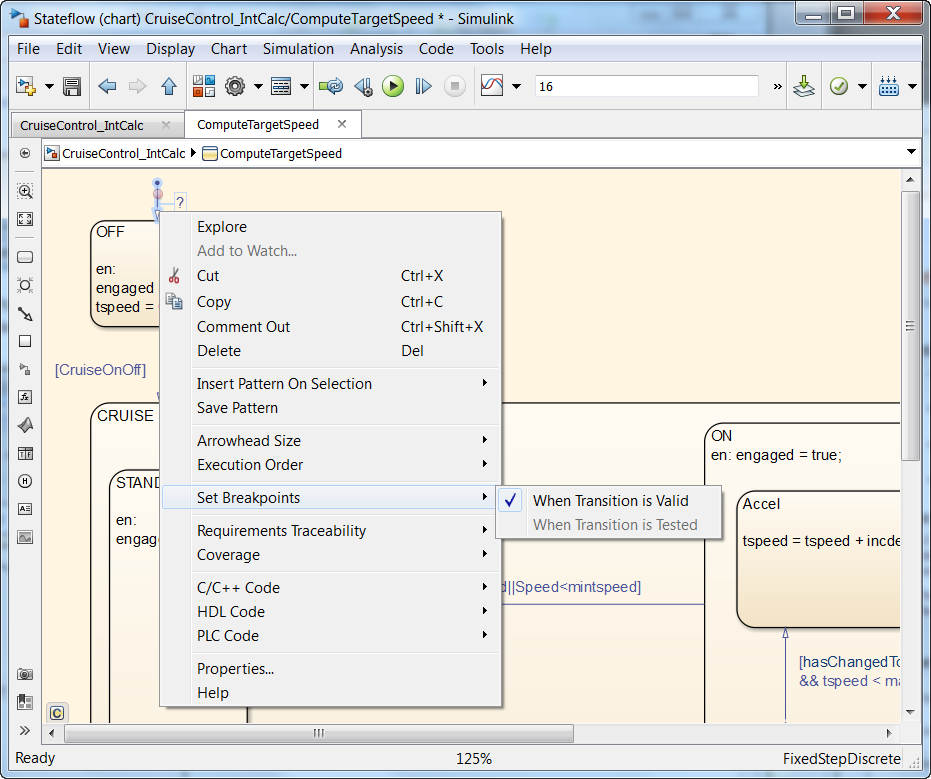 Stateflow (chart) CruiseControl_IntCalc/ComputeTargetSpeed * - Simulink
File Edit View Display Chart Simulation Analysis Code Tools Help
16 »
CruiseControl_IntCalc ComputeTargetSpeed
CruiseControl_IntCalc ComputeTargetSpeed
?
OFF
en:
engaged
tspeed =
[CruiseOnOff]
CRUISE
STAND
en:
engag
Explore
Add to Watch...
Cut Ctrl+X
Copy Ctrl+C
Comment Out Ctrl+Shift+X
Delete Del
Insert Pattern On Selection
Save Pattern
Arrowhead Size
Execution Order
Set Breakpoints
Requirements Traceability
Coverage
C/C++ Code
HDL Code
PLC Code
Properties...
Help
When Transition is Valid
When Transition is Tested
||Speed<mintspeed]
ON
en: engaged = true;
Accel
tspeed = tspeed + incde
[hasChangedTo
&& tspeed < ma
C
Ready 125% FixedStepDiscrete